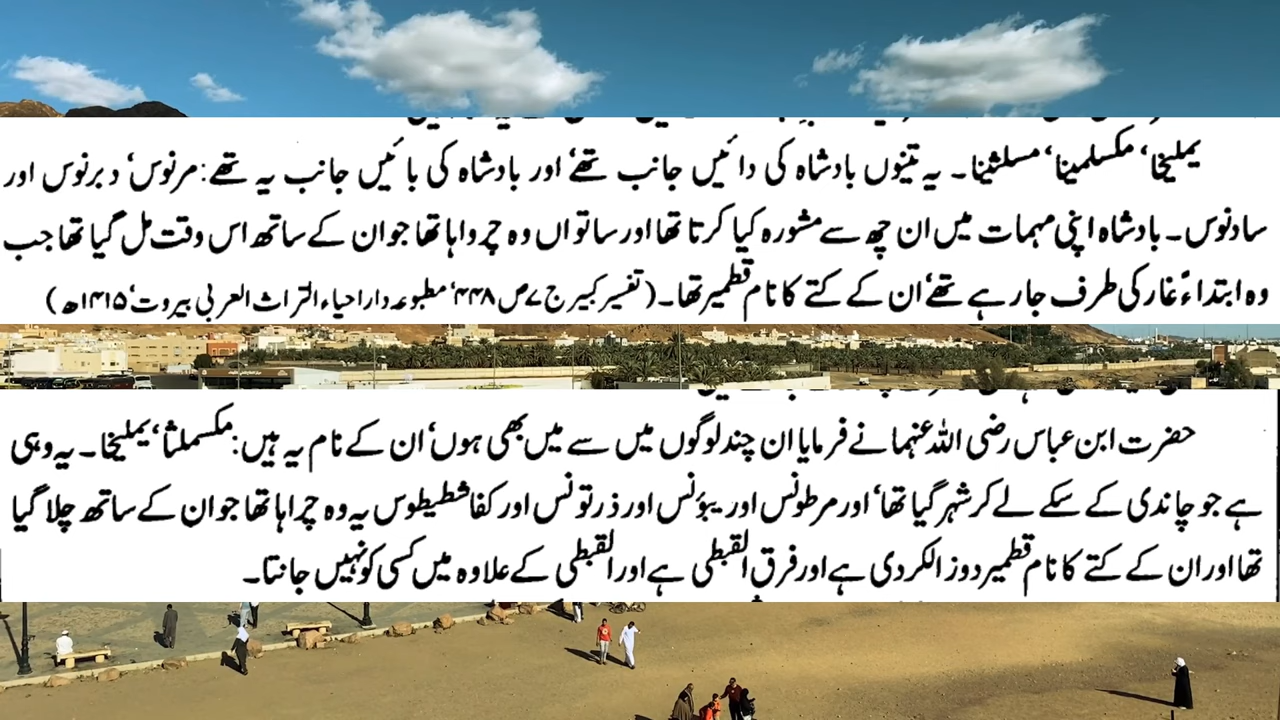 یملیخا، مکسلمینا، مسلثینا۔ یہ تینوں بادشاہ کی دائیں جانب تھے، اور بادشاہ کی بائیں جانب یہ تھے: مرنوس، دبرنوس اور
سادنوس۔ بادشاہ اپنی مہمات میں ان چھ سے مشورہ کیا کرتا تھا اور ساتواں وہ چرواہا تھا جو ان کے ساتھ اس وقت مل گیا تھا جب
وہ ابتداءً غار کی طرف جا رہے تھے، ان کے کتے کا نام قطمیر تھا۔ (تفسیر کبیر ج ۷ ص ۴۴۸، مطبوعہ دار احیاء التراث العربی بیروت، ۱۴۱۵ھ)
حضرت ابن عباس رضی اللہ عنہما نے فرمایا ان چند لوگوں میں سے میں بھی ہوں، ان کے نام یہ ہیں: مکسملثا، یملیخا۔ یہ وہی
ہے جو چاندی کے سکے لے کر شہر گیا تھا، اور مرطونس اور یبؤنس اور ذرتونس اور کفاشطیطوس یہ وہ چرواہا تھا جو ان کے ساتھ چلا گیا
تھا اور ان کے کتے کا نام قطمیر دوز الکردی ہے اور فرق القبطی ہے اور القبطی کے علاوہ میں کسی کو نہیں جانتا۔